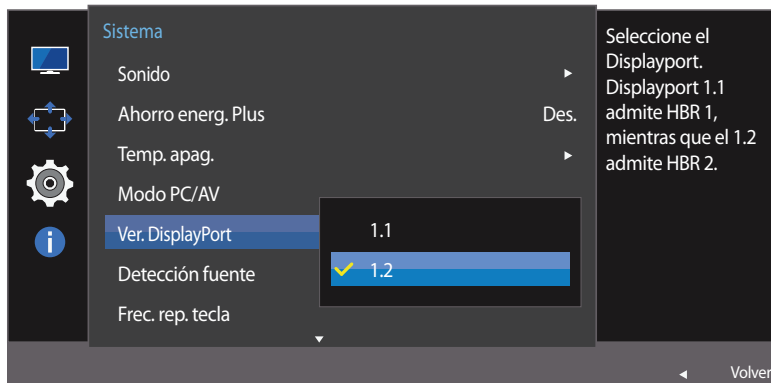 Sistema
Sonido
Ahorro energ. Plus Des.
Temp. apag.
Modo PC/AV
Ver. DisplayPort
Detección fuente
Frec. rep. tecla
1.1
1.2
Seleccione el
Displayport.
Displayport 1.1
admite HBR 1,
mientras que el 1.2
admite HBR 2.
Volver